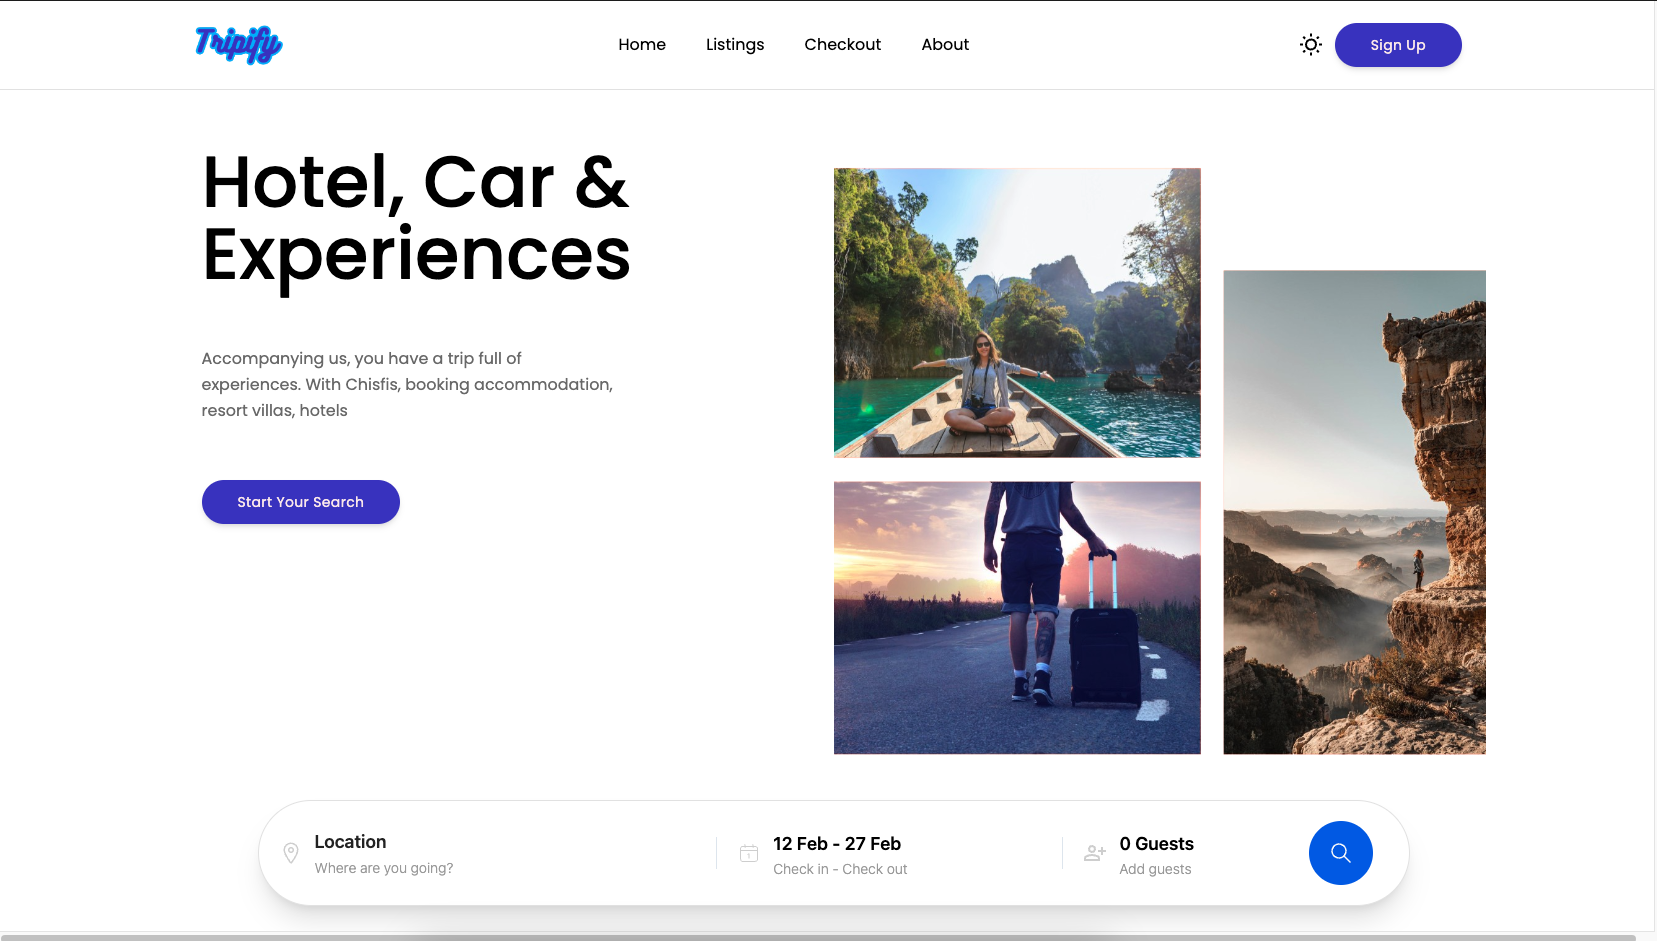 Tripify
Home
Listings
Checkout
About
Sign Up
Hotel, Car &
Experiences
Accompanying us, you have a trip full of
experiences. With Chisfis, booking accommodation,
resort villas, hotels
Start Your Search
Location
Where are you going?
1
12 Feb - 27 Feb
Check in - Check out
0 Guests
Add guests